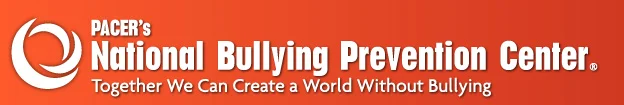 PACER's
National Bullying Prevention Center®
Together We Can Create a World Without Bullying